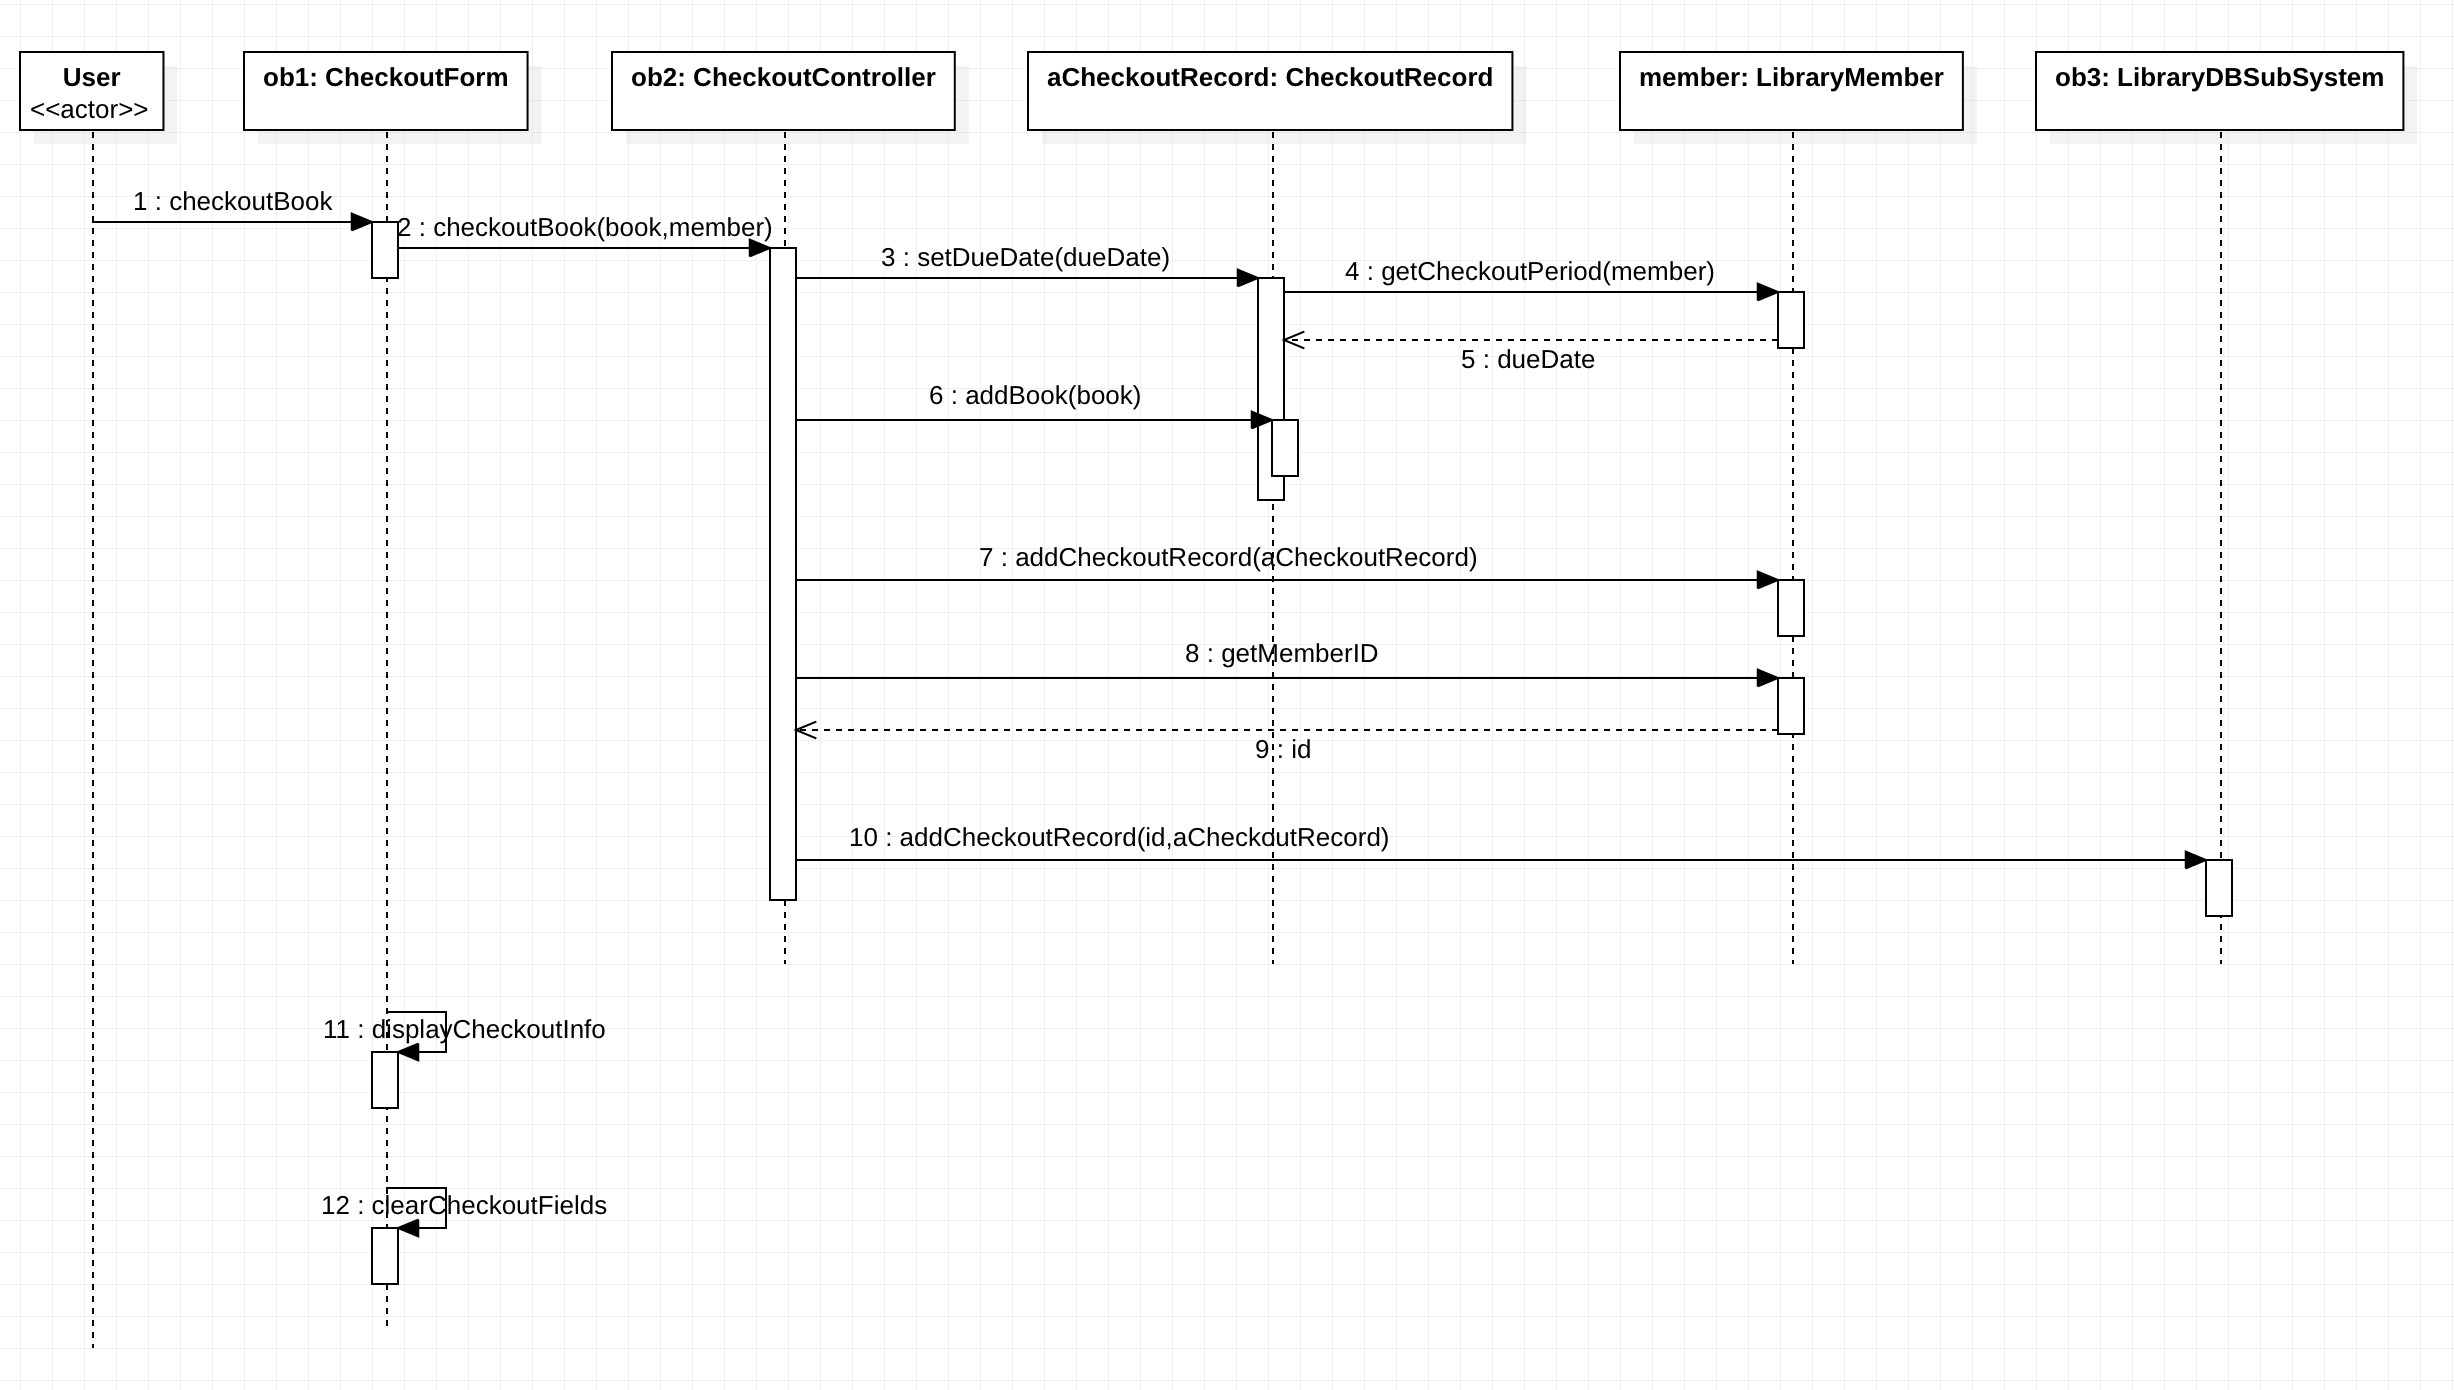 User
<<actor>>
ob1: CheckoutForm
ob2: CheckoutController
aCheckoutRecord: CheckoutRecord
member: LibraryMember
ob3: LibraryDBSubSystem
1 : checkoutBook
2 : checkoutBook(book,member)
3 : setDueDate(dueDate)
4 : getCheckoutPeriod(member)
5 : dueDate
6 : addBook(book)
7 : addCheckoutRecord(aCheckoutRecord)
8 : getMemberID
9 : id
10 : addCheckoutRecord(id,aCheckoutRecord)
11 : displayCheckoutInfo
12 : clearCheckoutFields